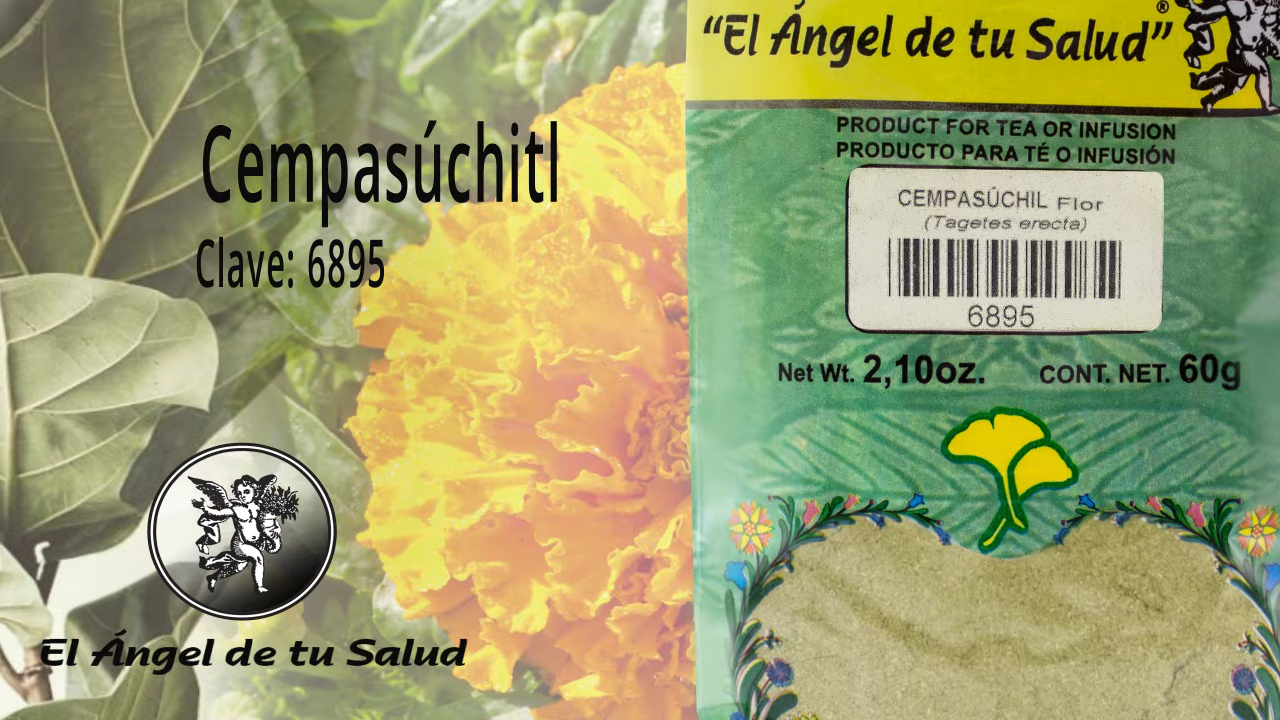 Cempasúchitl
Clave: 6895
El Ángel de tu Salud
“El Ángel de tu Salud”
®
PRODUCT FOR TEA OR INFUSION
PRODUCTO PARA TÉ O INFUSIÓN
CEMPASÚCHIL Flor
(Tagetes erecta)
6895
Net Wt. 2,10oz. CONT. NET. 60g